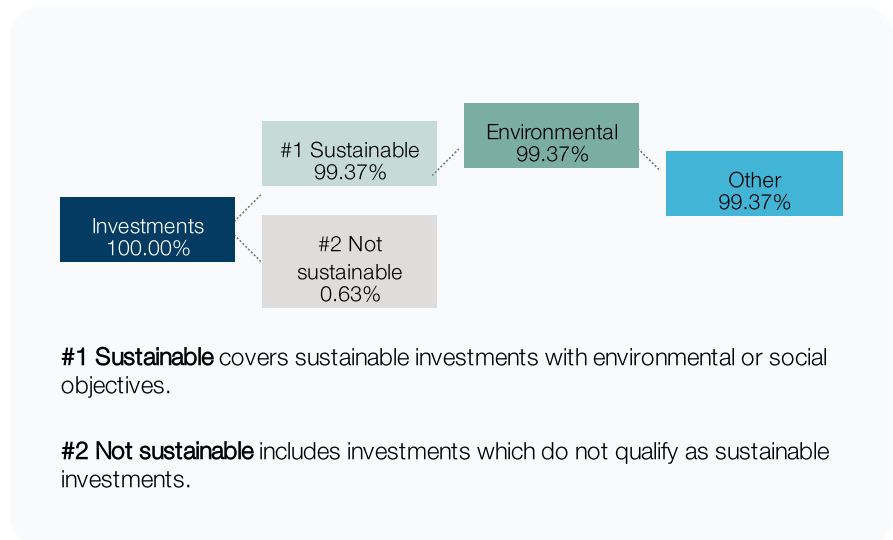 Environmental
99.37%
#1 Sustainable
99.37%
Other
99.37%
Investments
100.00%
#2 Not
sustainable
0.63%
#1 Sustainable covers sustainable investments with environmental or social
objectives.
#2 Not sustainable includes investments which do not qualify as sustainable
investments.